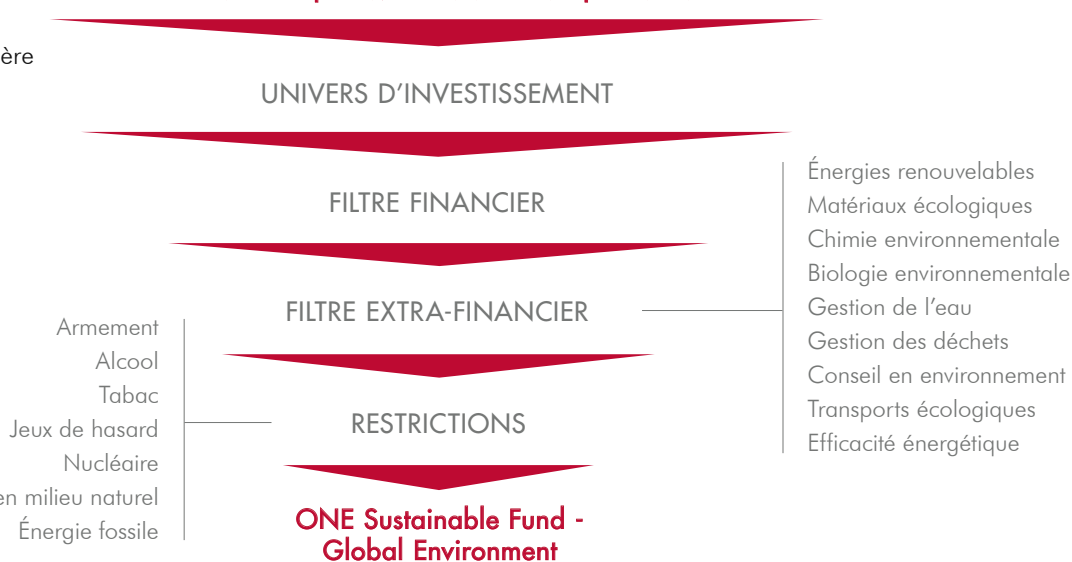 UNIVERS D’INVESTISSEMENT
FILTRE FINANCIER
FILTRE EXTRA-FINANCIER
Énergies renouvelables
Matériaux écologiques
Chimie environnementale
Biologie environnementale
Gestion de l’eau
Gestion des déchets
Conseil en environnement
Transports écologiques
Efficacité énergétique
Armement
Alcool
Tabac
Jeux de hasard
Nucléaire
en milieu naturel
Énergie fossile
RESTRICTIONS
ONE Sustainable Fund -
Global Environment